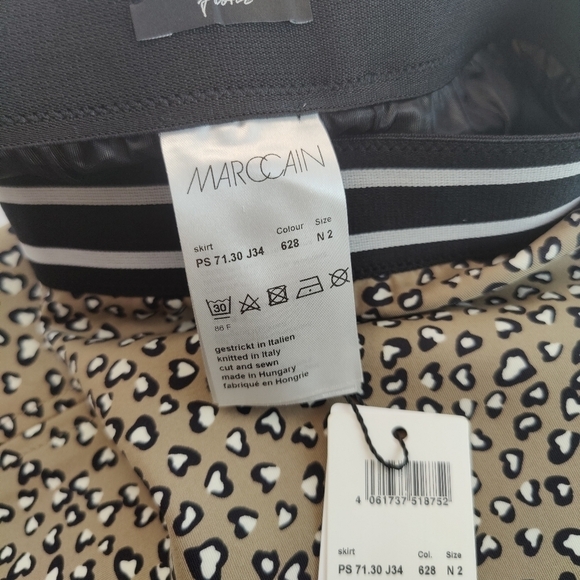 MARCCAIN
skirt
Colour
Size
PS 71.30 J34
628
N 2
30
86 F
gestrickt in Italien
knitted in Italy
cut and sewn
made in Hungary
fabriqué en Hongrie
4 061737 518752
skirt
Col.
Size
PS 71.30 J34
628
N 2